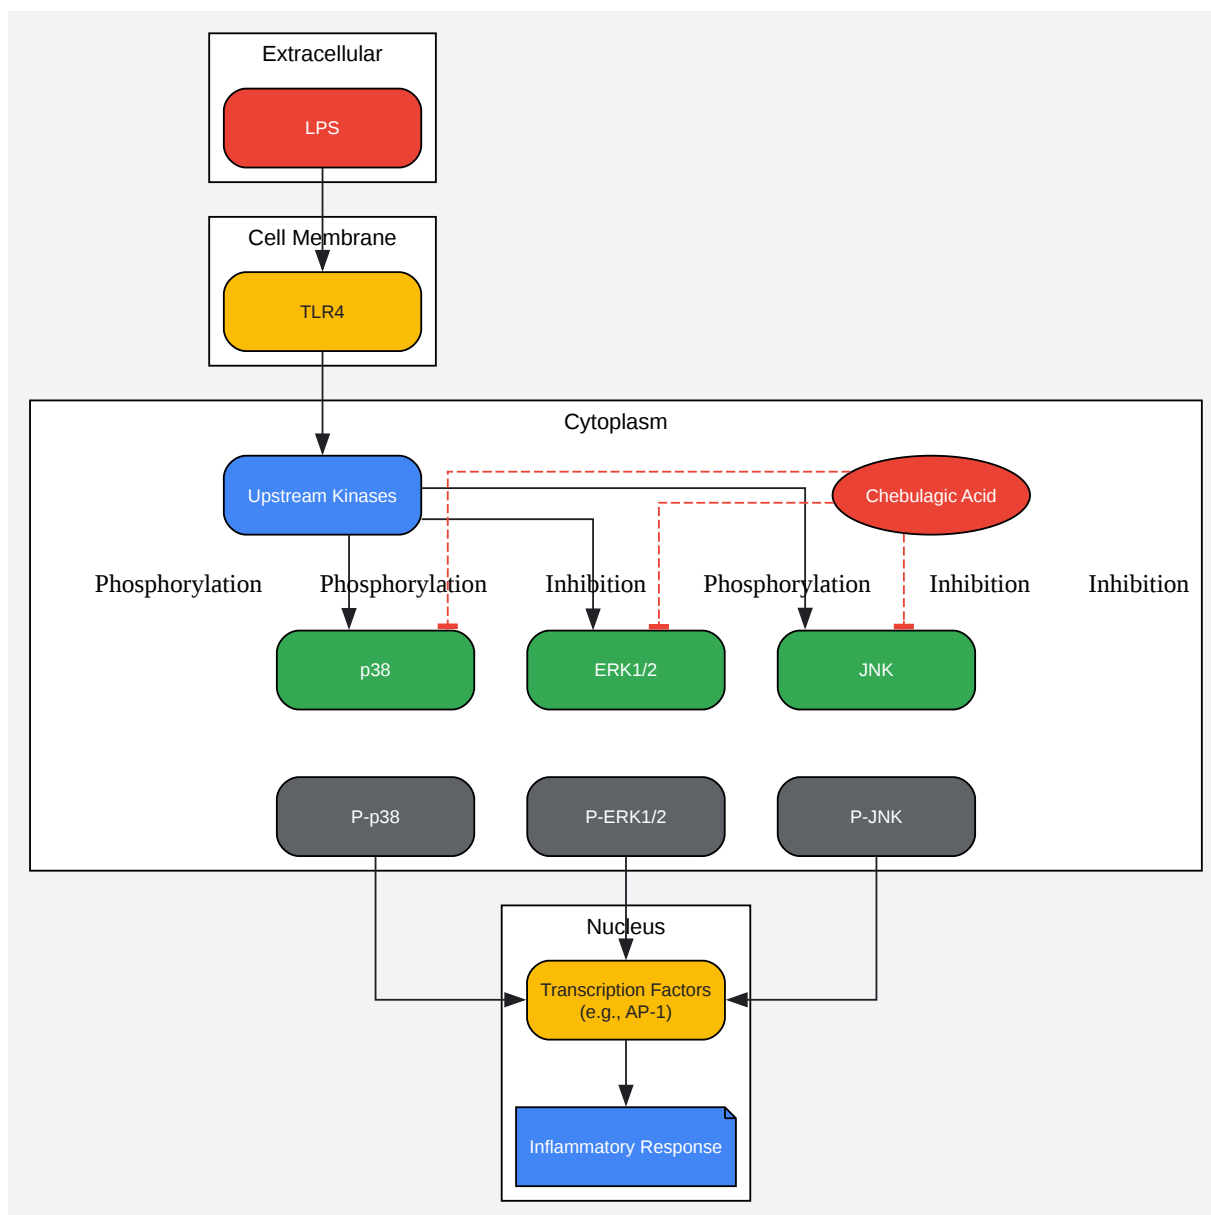 Extracellular
LPS
Cell Membrane
TLR4
Cytoplasm
Upstream Kinases
Chebulagic Acid
Phosphorylation
Phosphorylation
Inhibition
Phosphorylation
Inhibition
Inhibition
p38
ERK1/2
JNK
P-p38
P-ERK1/2
P-JNK
Nucleus
Transcription Factors
(e.g., AP-1)
Inflammatory Response